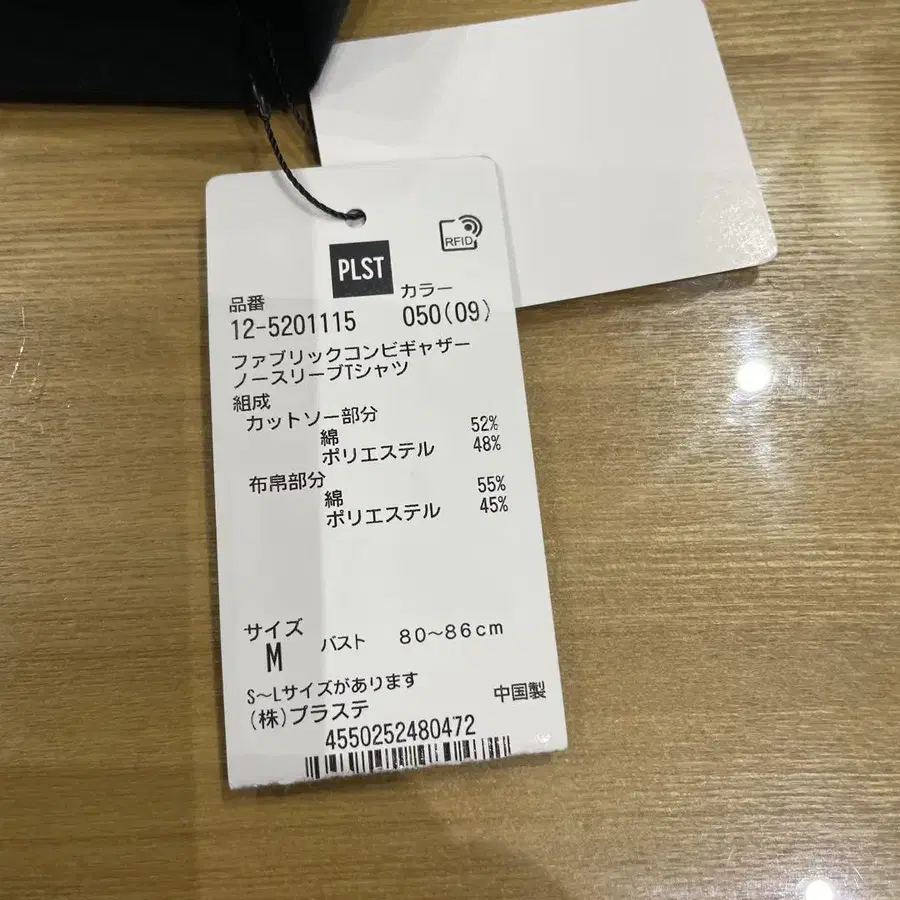 PLST
RFID
品番 カラー
12-5201115 050(09)
ファブリックコンビギャザー
ノースリーブTシャツ
組成
カットソー部分
綿 52%
ポリエステル 48%
布帛部分
綿 55%
ポリエステル 45%
サイズ
M バスト 80~86cm
S~Lサイズがあります
(株)プラステ 中国製
4550252480472